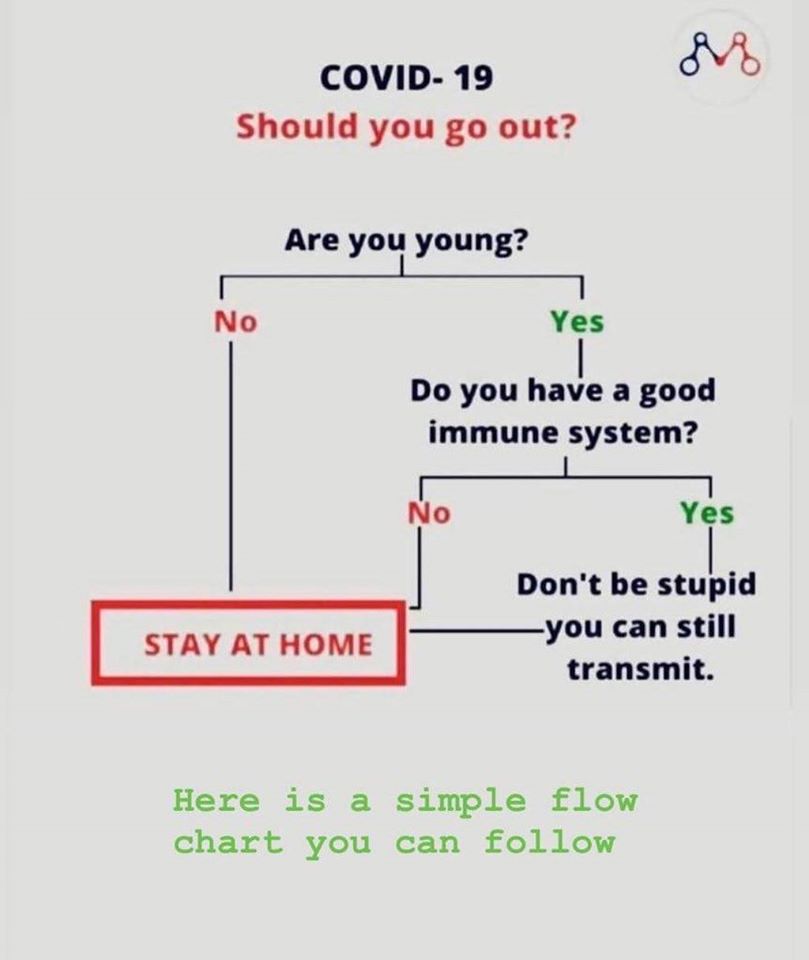 COVID- 19
Should you go out?
Are you young?
No
Yes
Do you have a good
immune system?
No
Yes
Don't be stupid
you can still
transmit.
STAY AT HOME
Here is a simple flow
chart you can follow